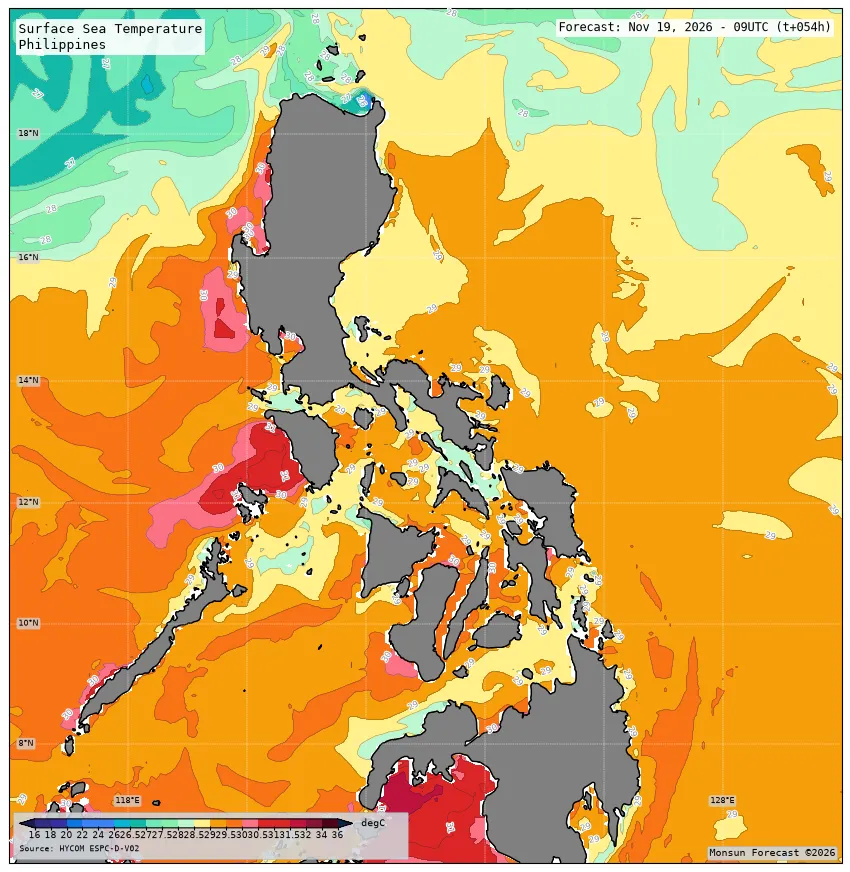 Surface Sea Temperature
Philippines
Forecast: Nov 19, 2026 - 09UTC (t+054h)
18°N
16°N
14°N
12°N
10°N
8°N
118°E
128°E
degC
16 18 20 22 24 26 26.5 27 27.5 28 28.5 29 29.5 30 30.5 31 31.5 32 34 36
Source: HYCOM ESPC-D-V02
Monsun Forecast ©2026